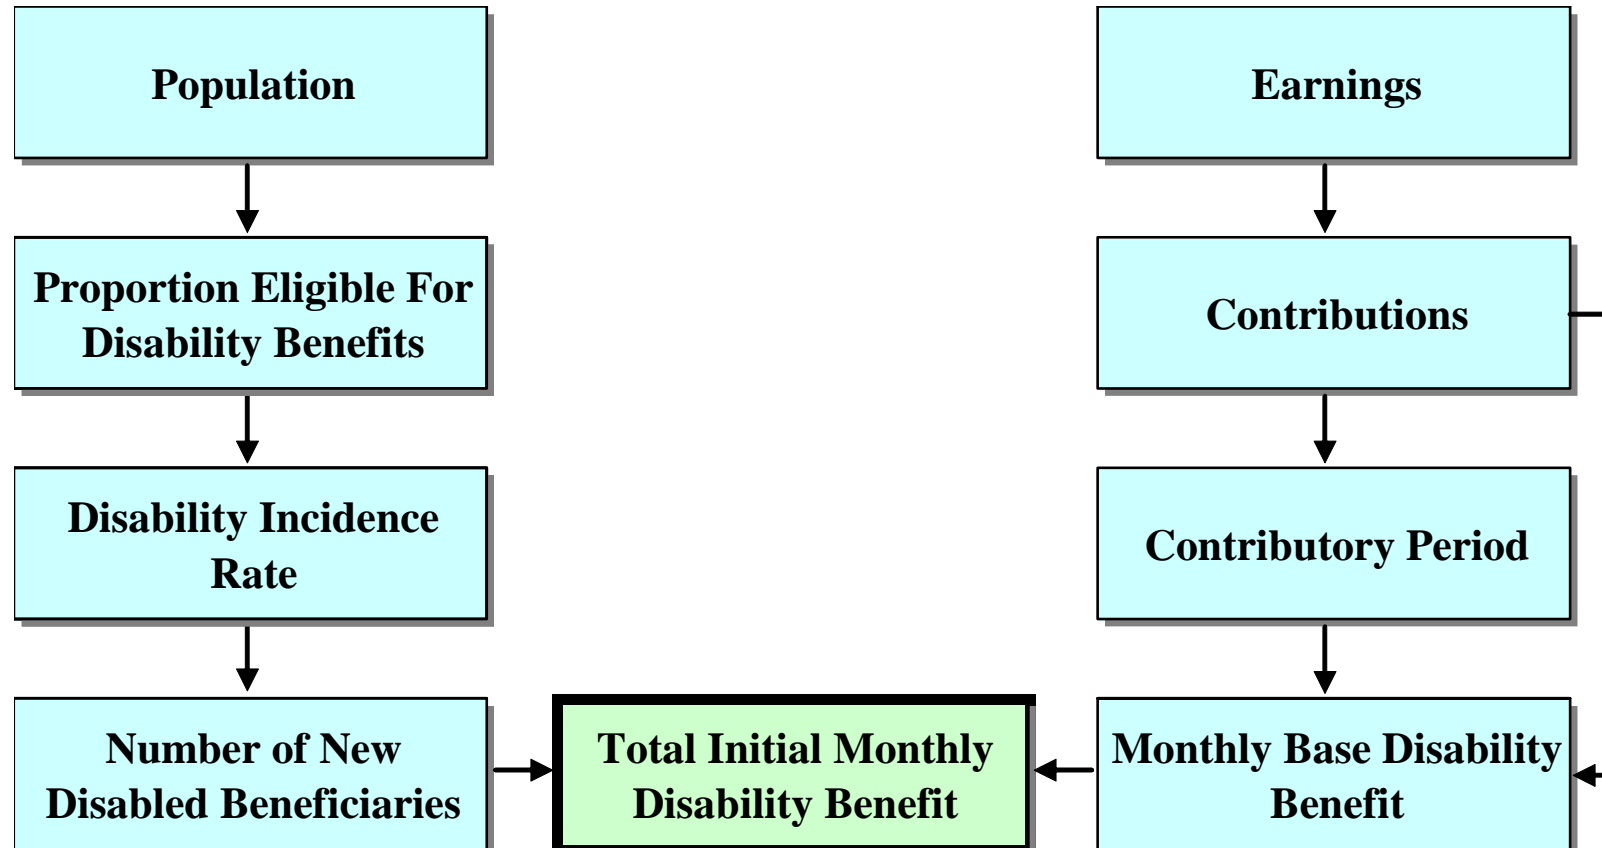 Population
Earnings
Proportion Eligible For
Disability Benefits
Contributions
Disability Incidence
Rate
Contributory Period
Number of New
Disabled Beneficiaries
Total Initial Monthly
Disability Benefit
Monthly Base Disability
Benefit